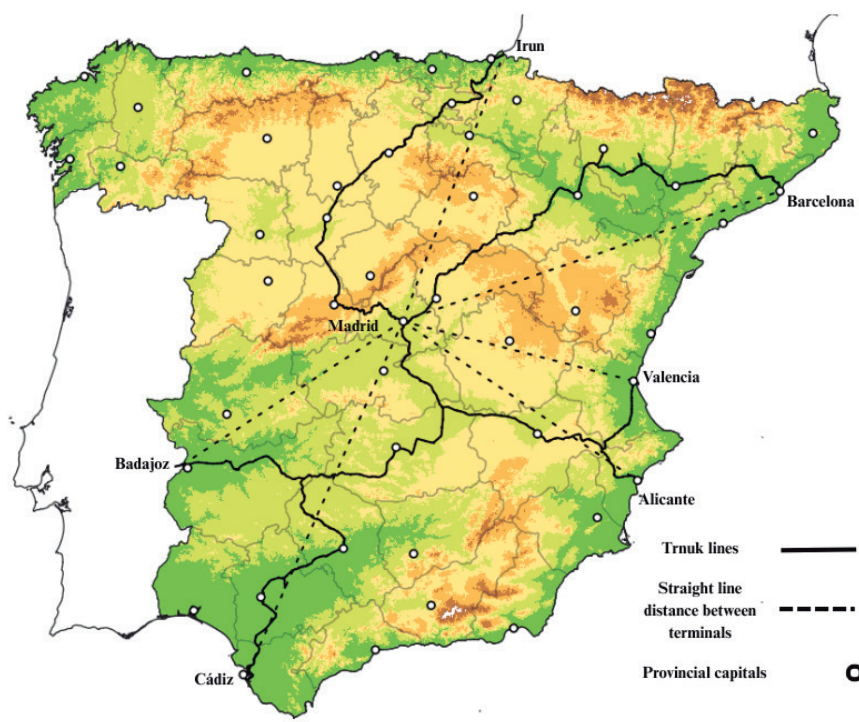 Irun
Barcelona
Madrid
Valencia
Badajoz
Alicante
Cádiz
Trnuk lines
Straight line
distance between
terminals
Provincial capitals